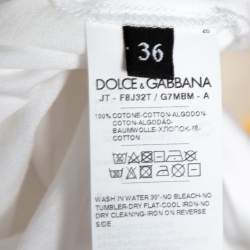 36
DOLCE & GABBANA
JT - F8J32T / G7MBM - A
100% COTONE-COTTON-ALGODÓN-
COTON-ALGODÃO-
BAUMWOLLE-ХЛОПОК-棉-
COTTON
WASH IN WATER 30°-NO BLEACH-NO
TUMBLER-DRY FLAT-COOL IRON-NO
DRY CLEANING-IRON ON REVERSE
SIDE-